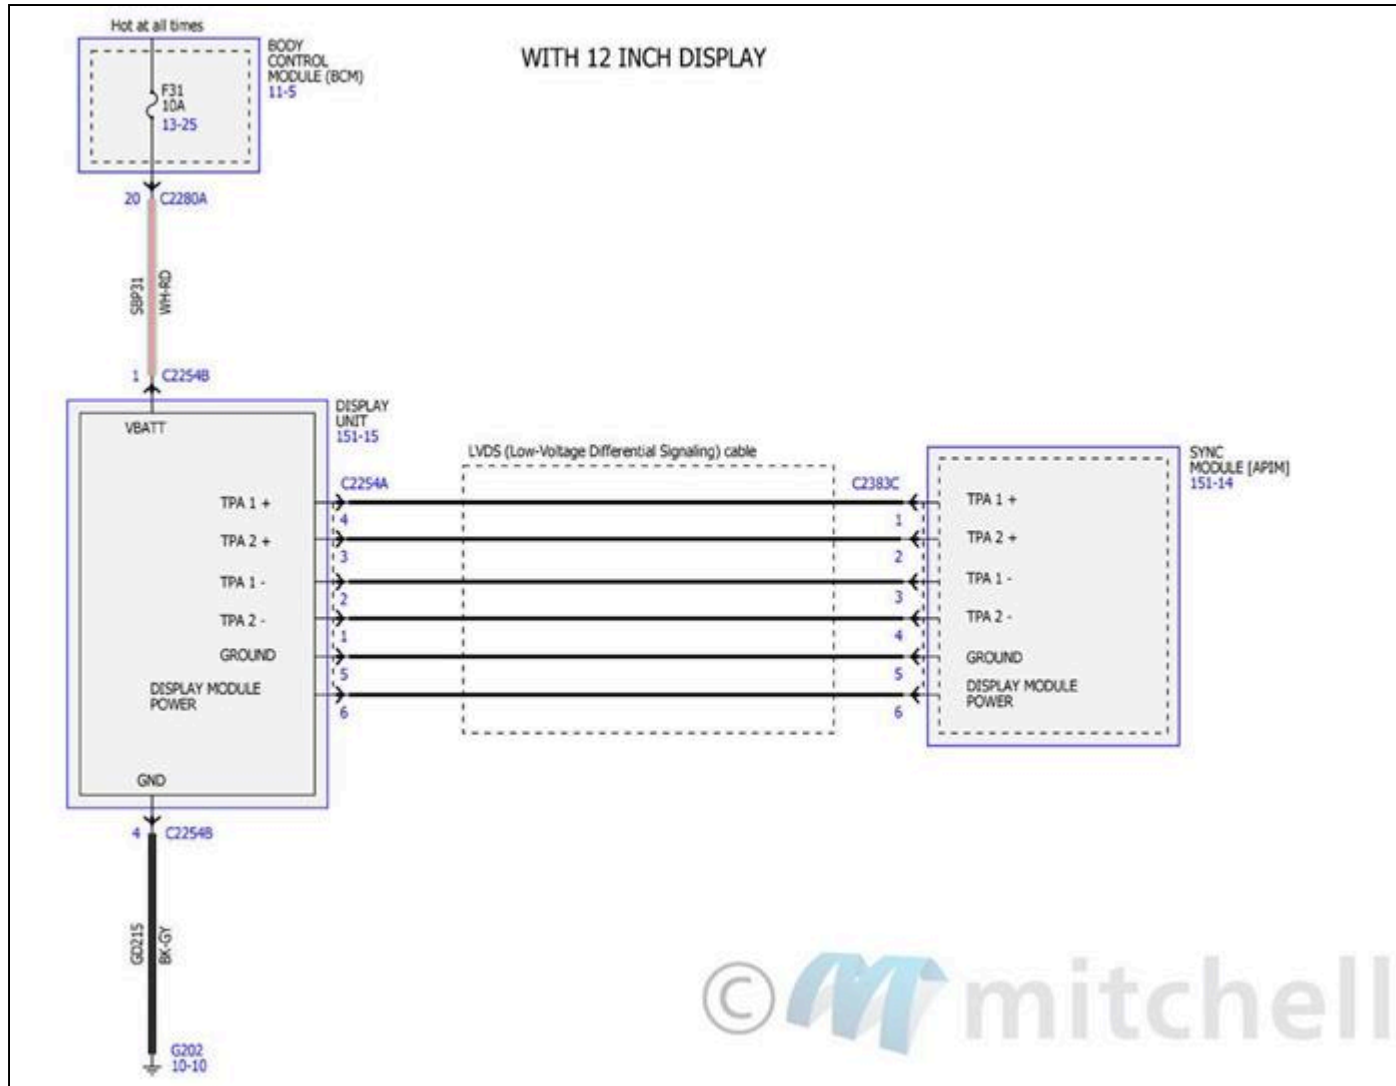 Hot at all times
BODY
CONTROL
MODULE (BCM)
11-5
WITH 12 INCH DISPLAY
F31
10A
13-25
20 C2280A
SBP31
WH-RD
1 C2254B
VBATT
DISPLAY
UNIT
151-15
LVDS (Low-Voltage Differential Signaling) cable
SYNC
MODULE [APIM]
151-14
C2254A
C2383C
TPA 1 +
4
1
TPA 1 +
TPA 2 +
3
2
TPA 2 +
TPA 1 -
2
3
TPA 1 -
TPA 2 -
1
4
TPA 2 -
GROUND
5
5
GROUND
DISPLAY MODULE
POWER
6
6
DISPLAY MODULE
POWER
GND
4 C2254B
GD215
BK-GY
G202
10-10
© mitchell